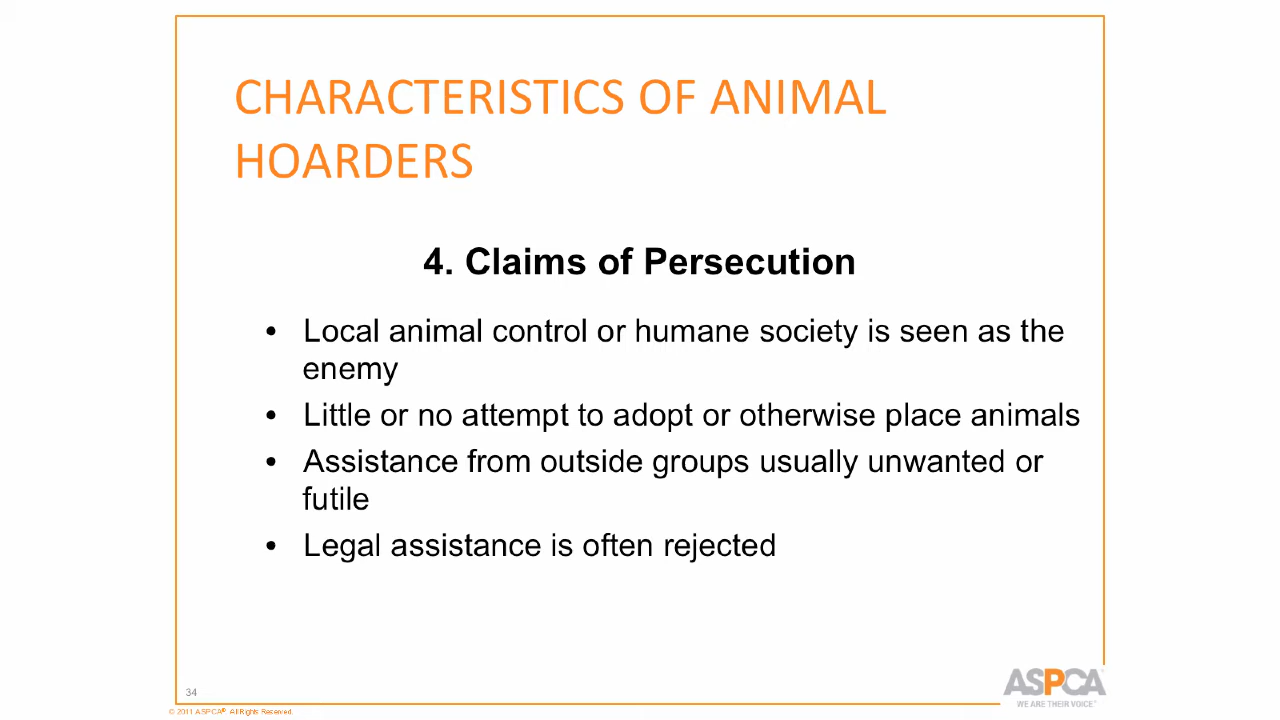 CHARACTERISTICS OF ANIMAL
HOARDERS
4. Claims of Persecution
• Local animal control or humane society is seen as the
enemy
• Little or no attempt to adopt or otherwise place animals
• Assistance from outside groups usually unwanted or
futile
• Legal assistance is often rejected
34
ASPCA
WE ARE THEIR VOICE™
© 2011 ASPCA® All Rights Reserved.